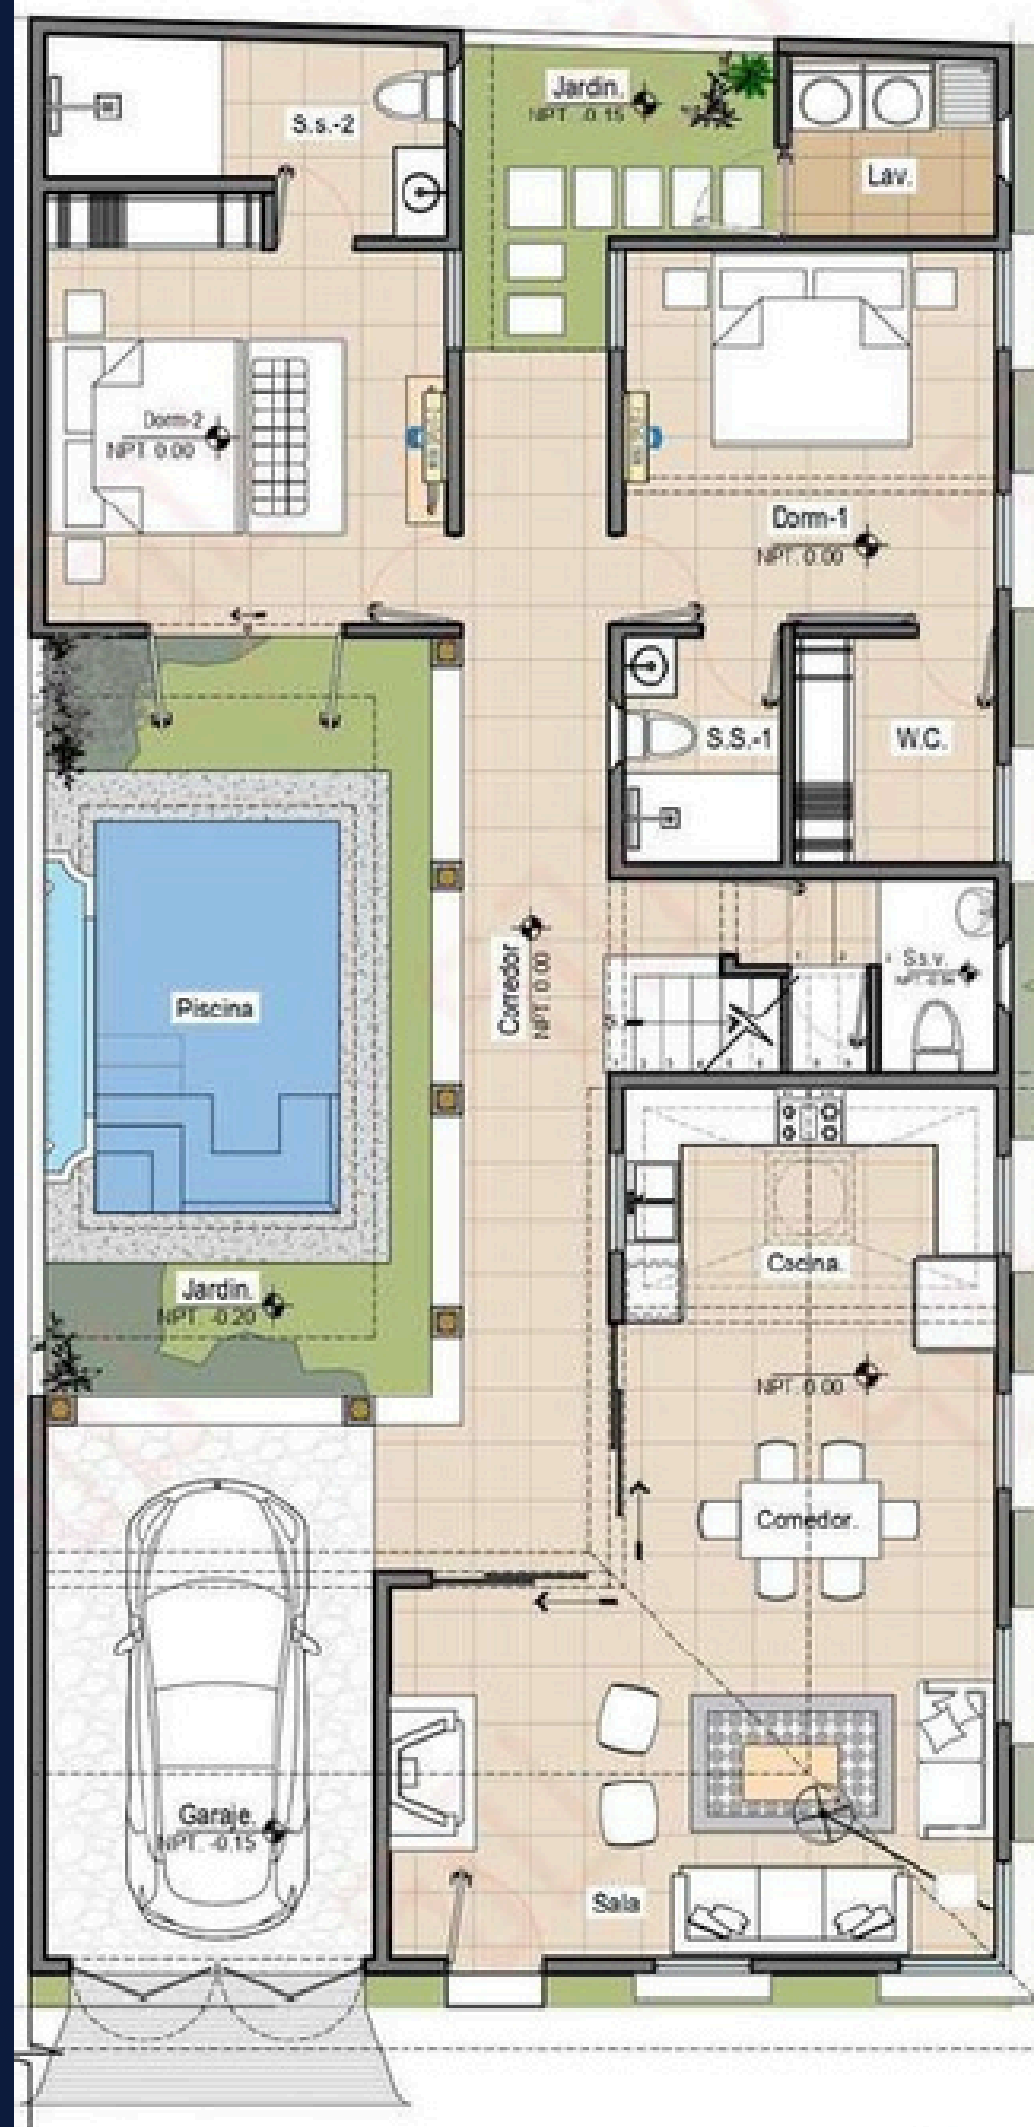 Jardin.
NPT. -0.15
S.s.-2
Lav.
Dorm-2
NPT 0.00
Dorm-1
NPT. 0.00
S.S.-1
W.C.
Corredor
NPT. 0.00
S.s.v.
Piscina
Cocina.
Jardin.
NPT. -0.20
NPT. 0.00
Comedor.
Garaje.
NPT. -0.15
Sala